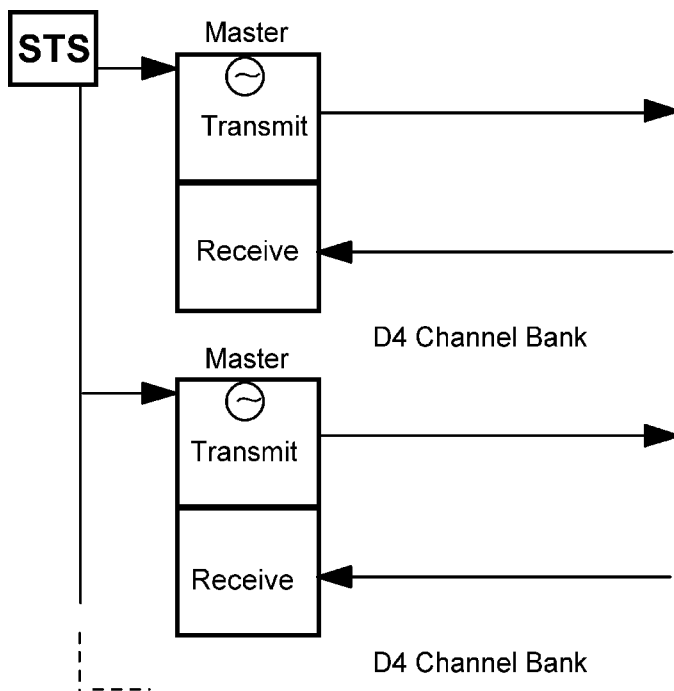 STS
Master
Transmit
Receive
D4 Channel Bank
Master
Transmit
Receive
D4 Channel Bank